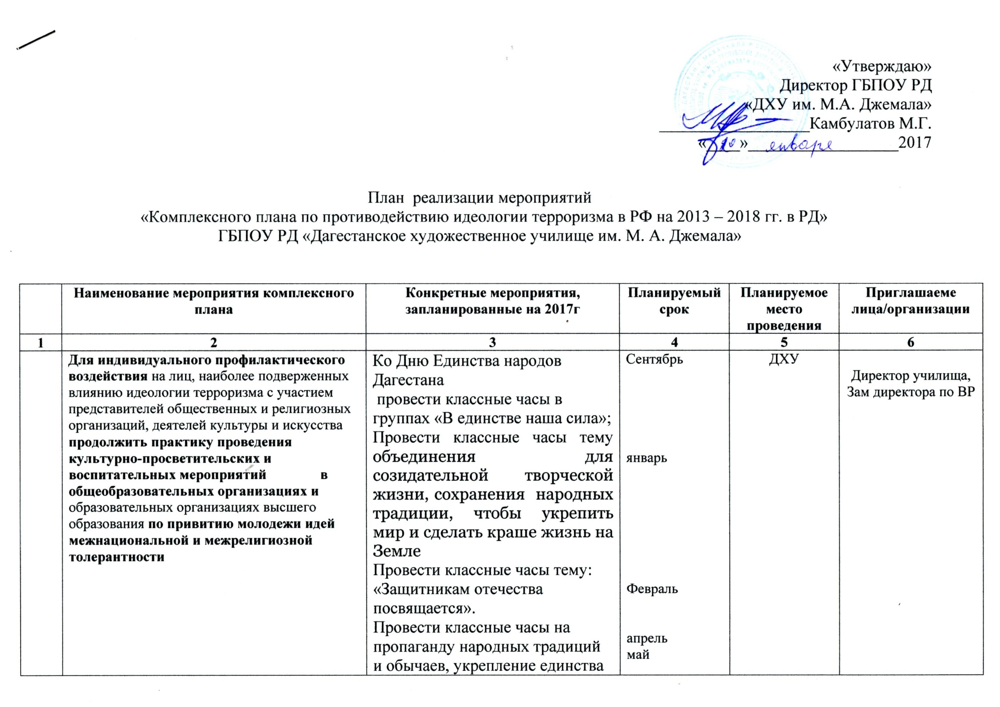 «Утверждаю»
Директор ГБПОУ РД
«ДХУ им. М.А. Джемала»
Камбулатов М.Г.
«20» января 2017
План реализации мероприятий
«Комплексного плана по противодействию идеологии терроризма в РФ на 2013 – 2018 гг. в РД»
ГБПОУ РД «Дагестанское художественное училище им. М. А. Джемала»
Наименование мероприятия комплексного
плана
Конкретные мероприятия,
запланированные на 2017г
Планируемый
срок
Планируемое
место
проведения
Приглашаеме
лица/организации
1 2 3 4 5 6
Для индивидуального профилактического
воздействия на лиц, наиболее подверженных
влиянию идеологии терроризма с участием
представителей общественных и религиозных
организаций, деятелей культуры и искусства
продолжить практику проведения
культурно-просветительских и
воспитательных мероприятий в
общеобразовательных организациях и
образовательных организациях высшего
образования по привитию молодежи идей
межнациональной и межрелигиозной
толерантности
Ко Дню Единства народов
Дагестана
провести классные часы в
группах «В единстве наша сила»;
Провести классные часы тему
объединения для
созидательной творческой
жизни, сохранения народных
традиции, чтобы укрепить
мир и сделать краше жизнь на
Земле
Провести классные часы тему:
«Защитникам отечества
посвящается».
Провести классные часы на
пропаганду народных традиций
и обычаев, укрепление единства
Сентябрь
январь
Февраль
апрель
май
ДХУ
Директор училища,
Зам директора по ВР